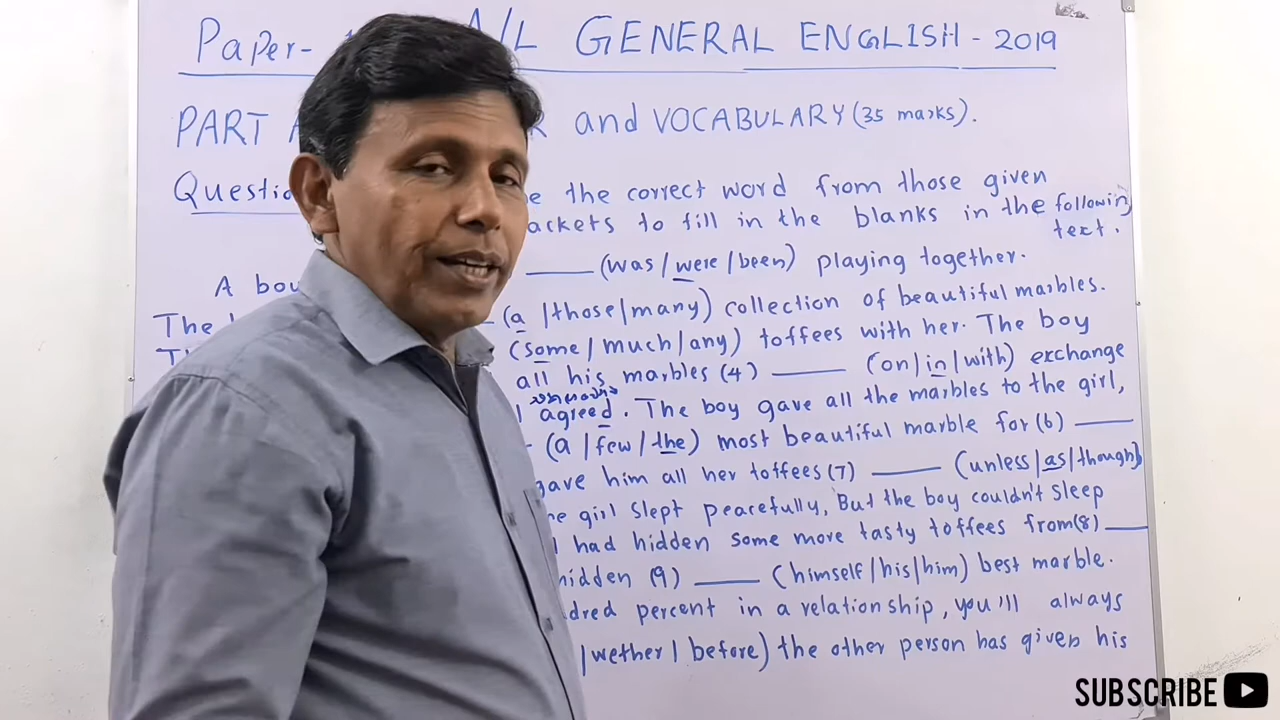 Paper- A/L GENERAL ENGLISH - 2019
PART A and VOCABULARY (35 marks).
Questio e the correct word from those given
ackets to fill in the blanks in the following
text.
A bou ____ (was/were/been) playing together.
The (a/those/many) collection of beautiful marbles.
(some/much/any) toffees with her. The boy
all his marbles (4) ____ (on/in/with) exchange
agreed. The boy gave all the marbles to the girl,
(a/few/the) most beautiful marble for (6) ____
gave him all her toffees (7) ____ (unless/as/though)
e girl slept peacefully, But the boy couldn't sleep
had hidden some more tasty toffees from (8) ____
hidden (9) ____ (himself/his/him) best marble.
dred percent in a relationship, you'll always
/wether/before) the other person has given his
SUBSCRIBE